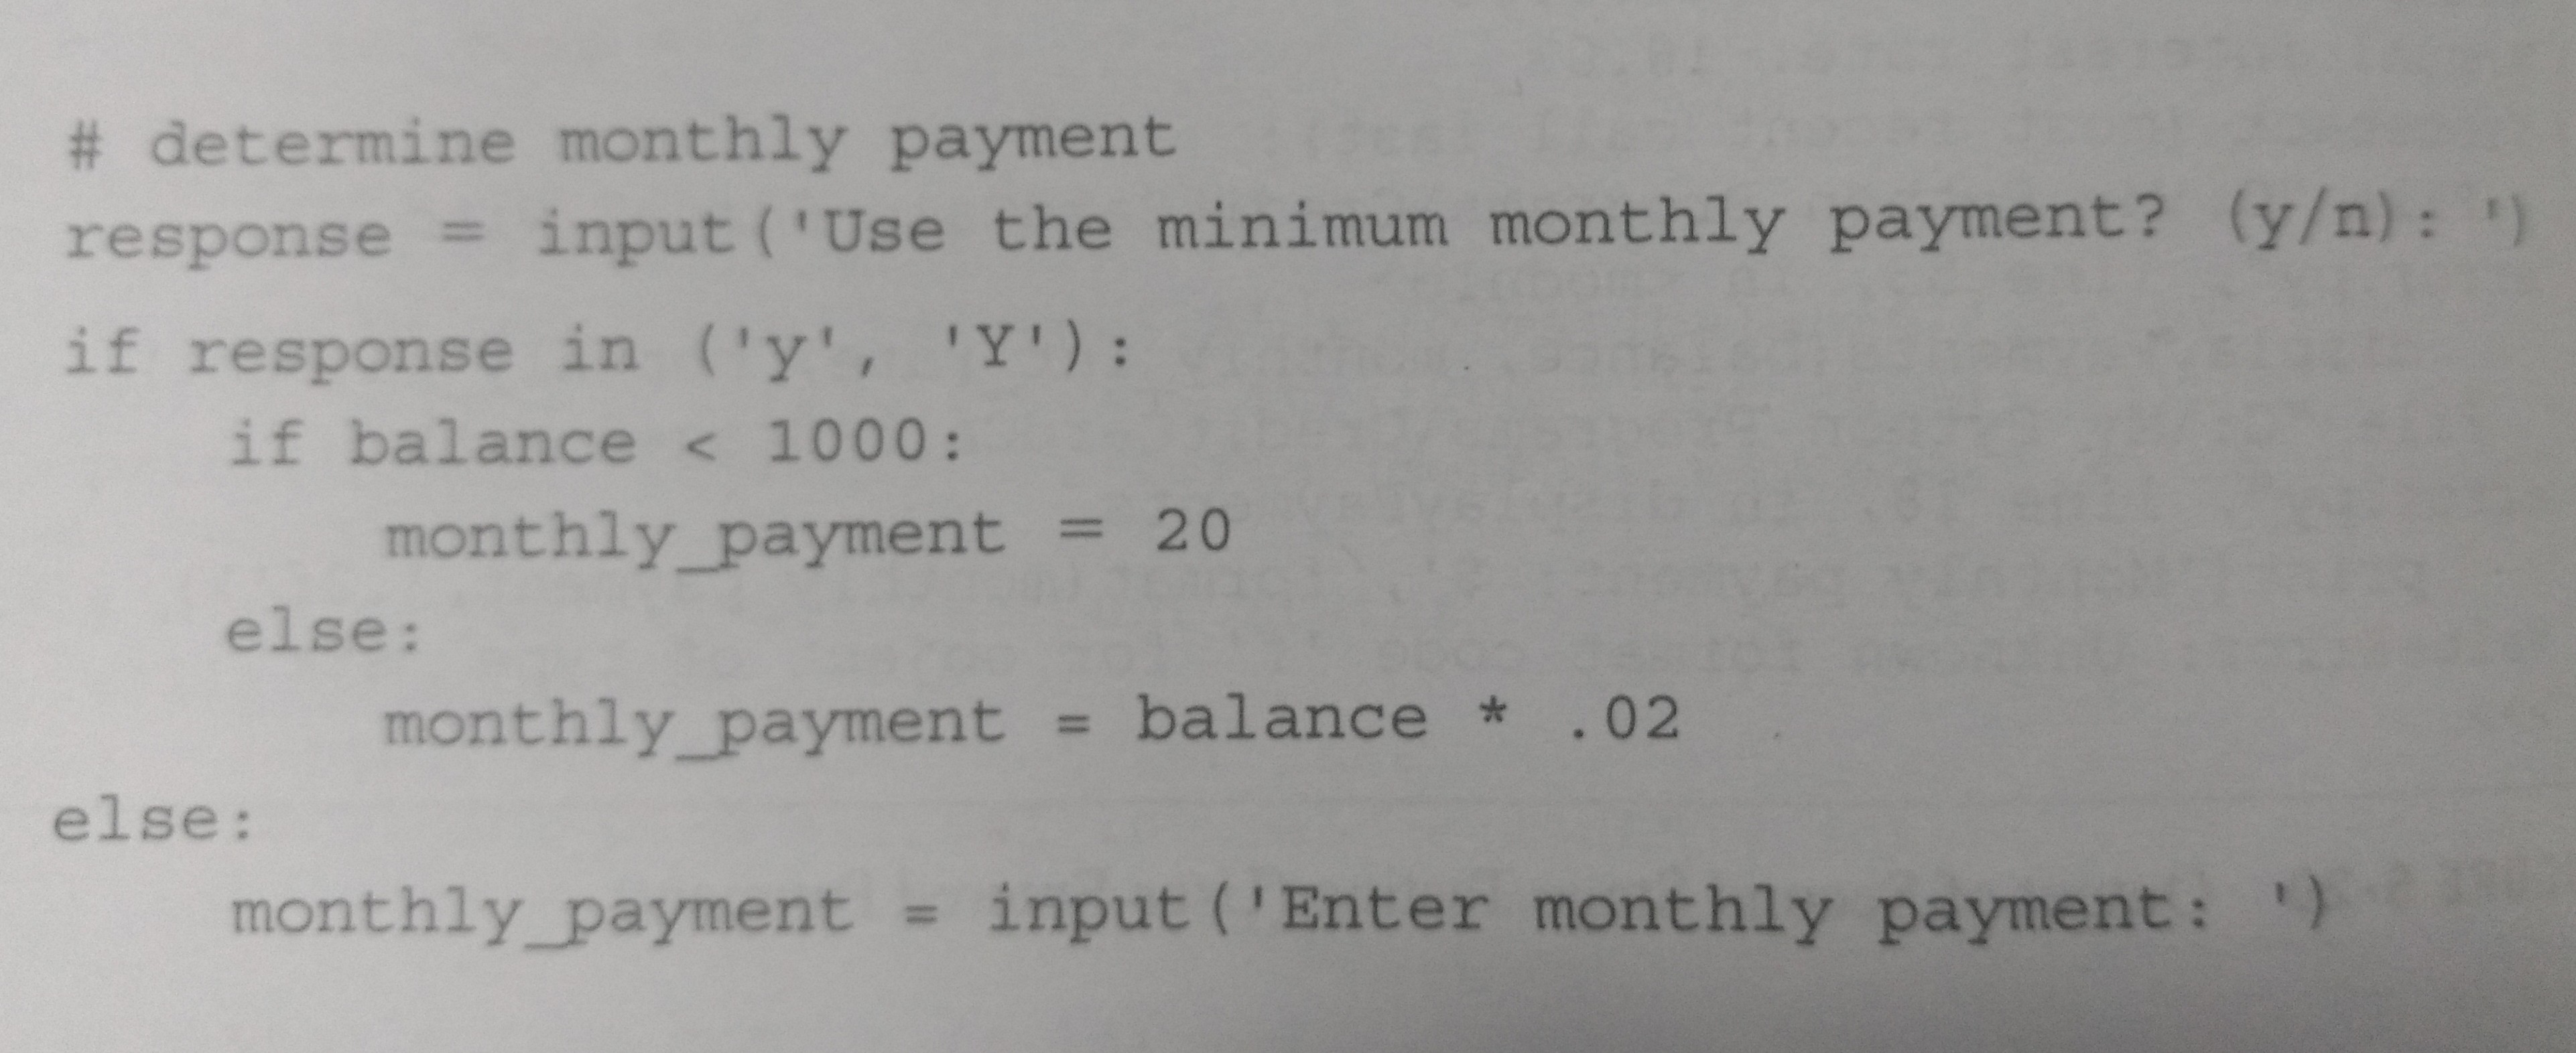 # determine monthly payment
response = input('Use the minimum monthly payment? (y/n): ')
if response in ('y', 'Y'):
    if balance < 1000:
        monthly_payment = 20
    else:
        monthly_payment = balance * .02
else:
    monthly_payment = input('Enter monthly payment: ')